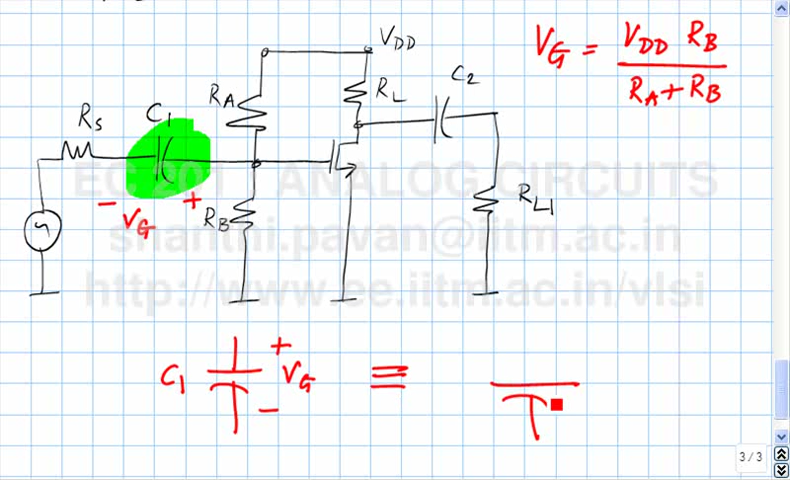 V_DD
V_G = V_DD R_B / R_A + R_B
C_2
R_A
R_L
R_s
C_1
EC 201 ANALOG CIRCUITS
- V_G +
R_B
R_L1
shanthi.pavan@iitm.ac.in
http://www.ee.iitm.ac.in/vlsi
C_1
+
V_G
-
≡
3 / 3